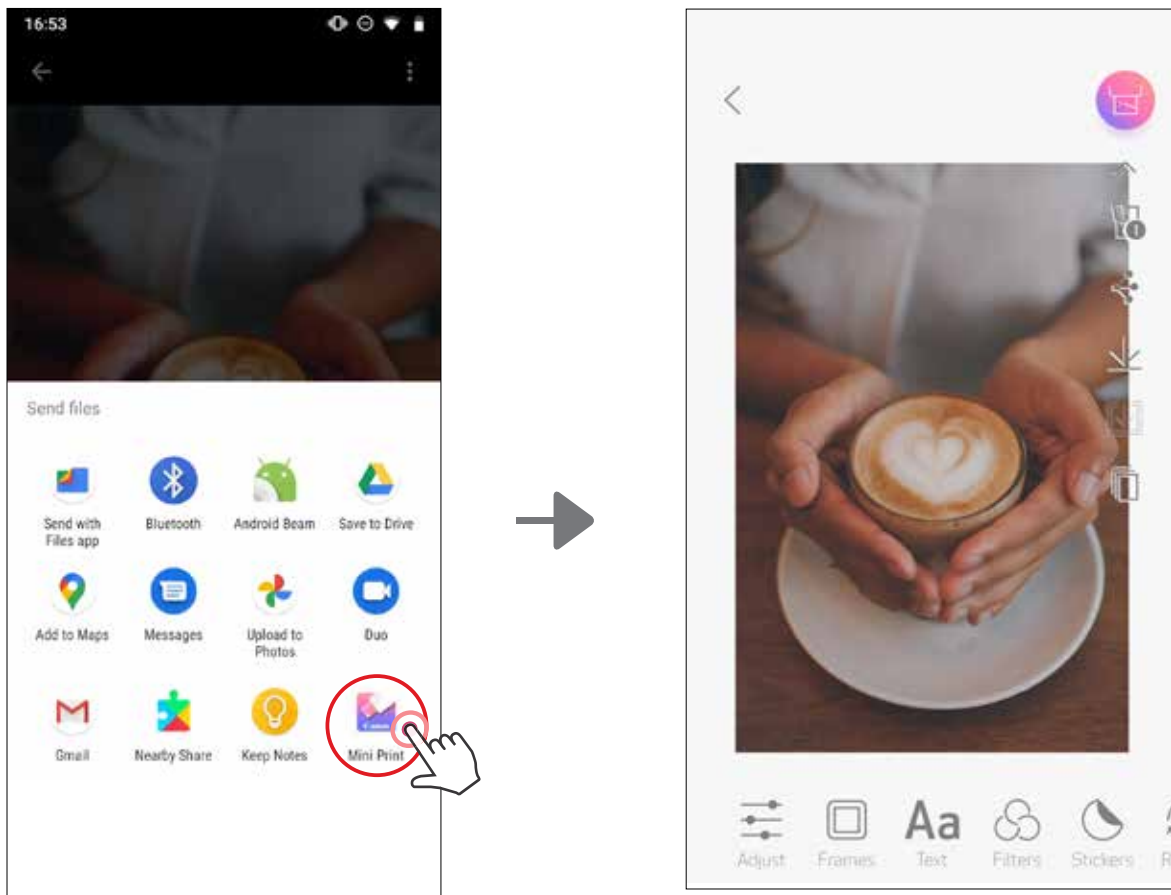 16:53
Send files
Send with
Files app
Bluetooth
Android Beam
Save to Drive
Add to Maps
Messages
Upload to
Photos
Duo
Gmail
Nearby Share
Keep Notes
Mini Print
1
Aa
Adjust
Frames
Text
Filters
Stickers